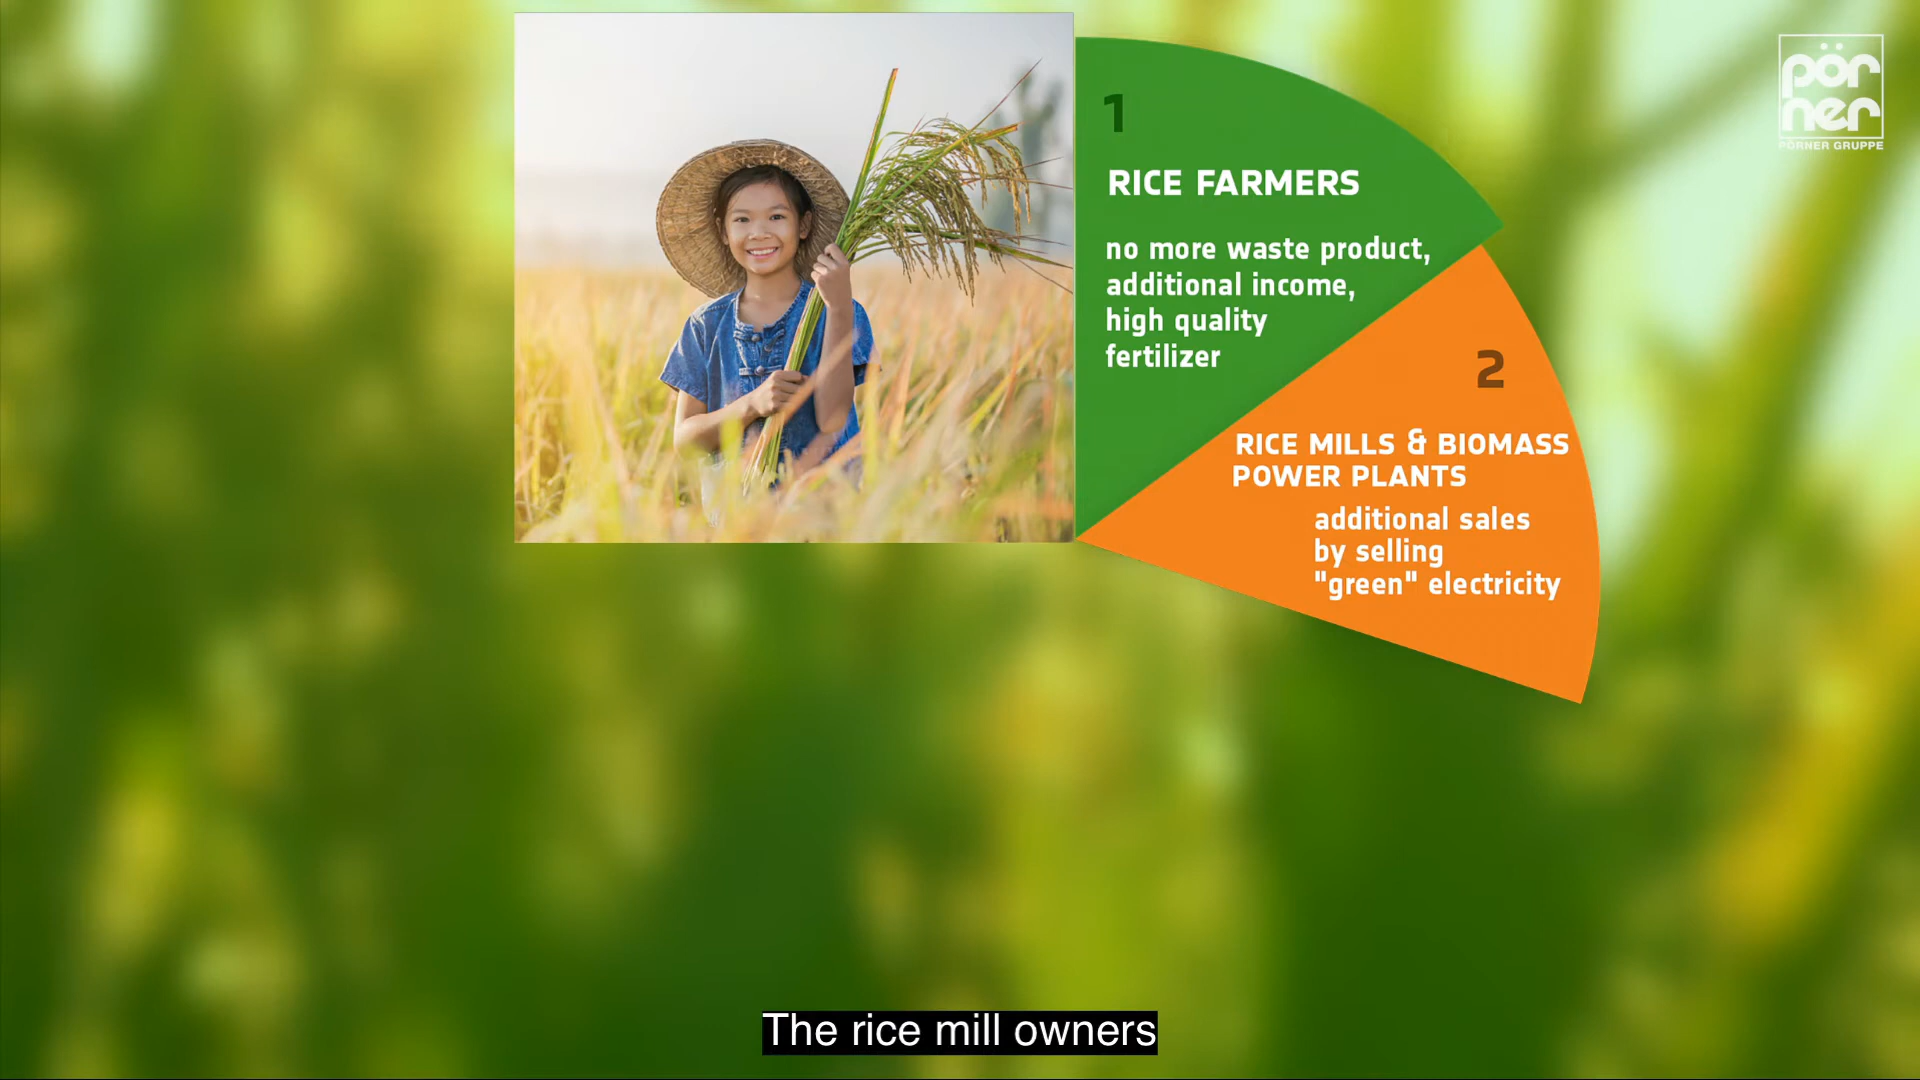 pör
ner
PÖRNER GRUPPE
1
RICE FARMERS
no more waste product,
additional income,
high quality
fertilizer
2
RICE MILLS & BIOMASS
POWER PLANTS
additional sales
by selling
"green" electricity
The rice mill owners